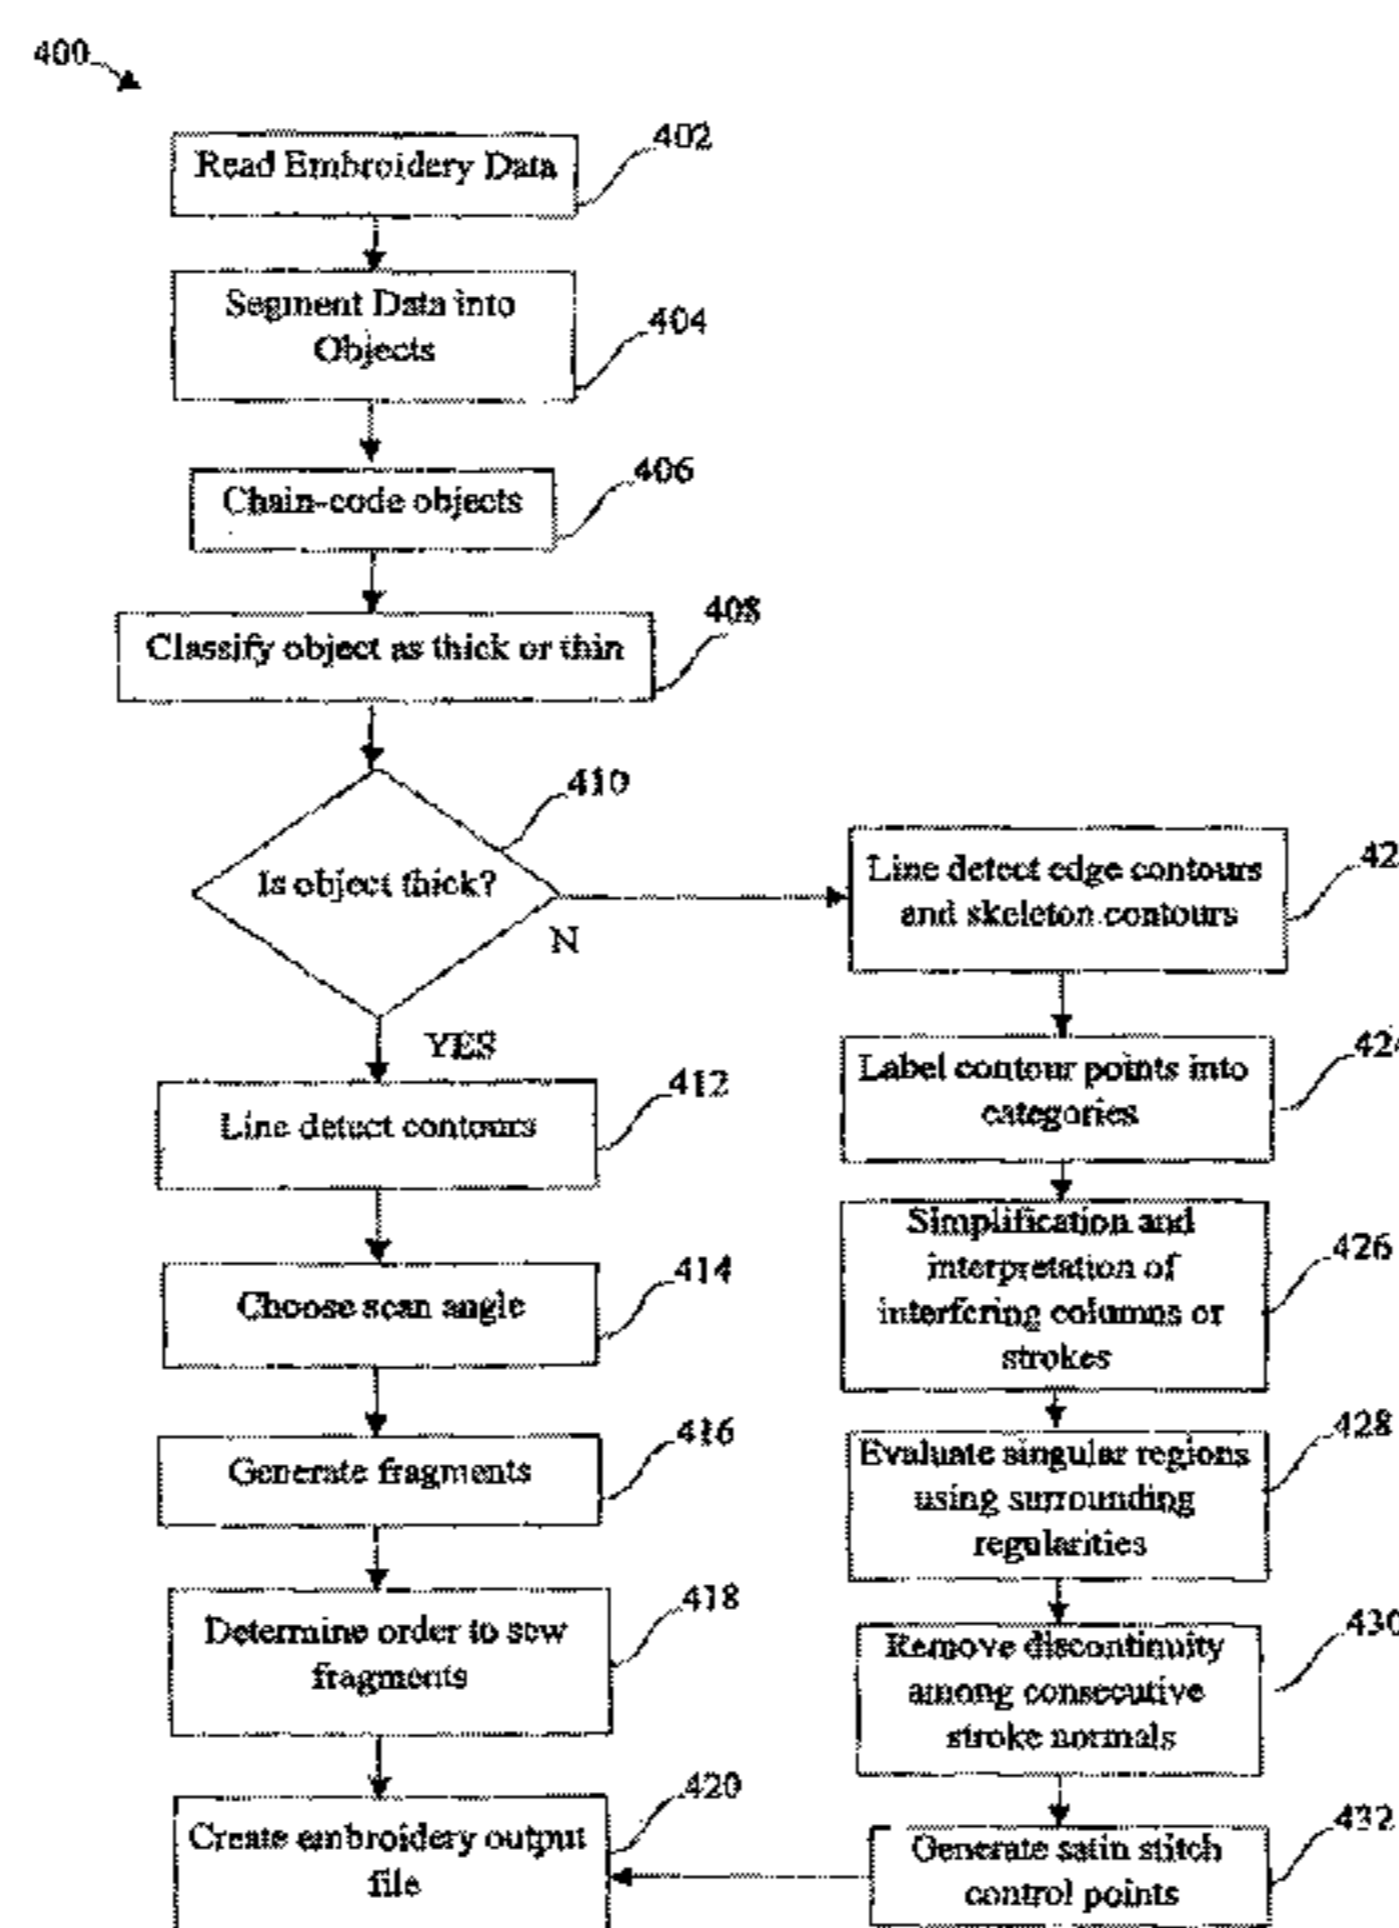 400
Read Embroidery Data
402
Segment Data into
Objects
404
Chain-code objects
406
Classify object as thick or thin
408
Is object thick?
410
N
YES
Line detect contours
412
Choose scan angle
414
Generate fragments
416
Determine order to sew
fragments
418
Create embroidery output
file
420
Line detect edge contours
and skeleton contours
42
Label contour points into
categories
424
Simplification and
interpretation of
interfering columns or
strokes
426
Evaluate singular regions
using surrounding
regularities
428
Remove discontinuity
among consecutive
stroke normals
430
Generate satin stitch
control points
432